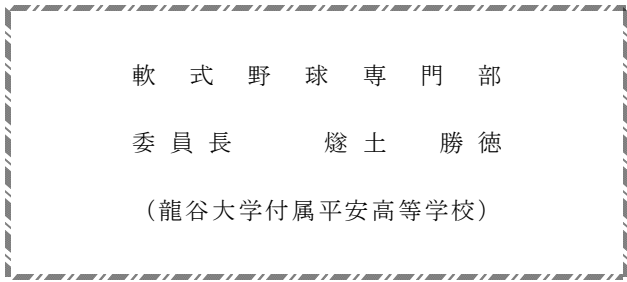 軟式野球専門部
委員長　燧土　勝徳
（龍谷大学付属平安高等学校）